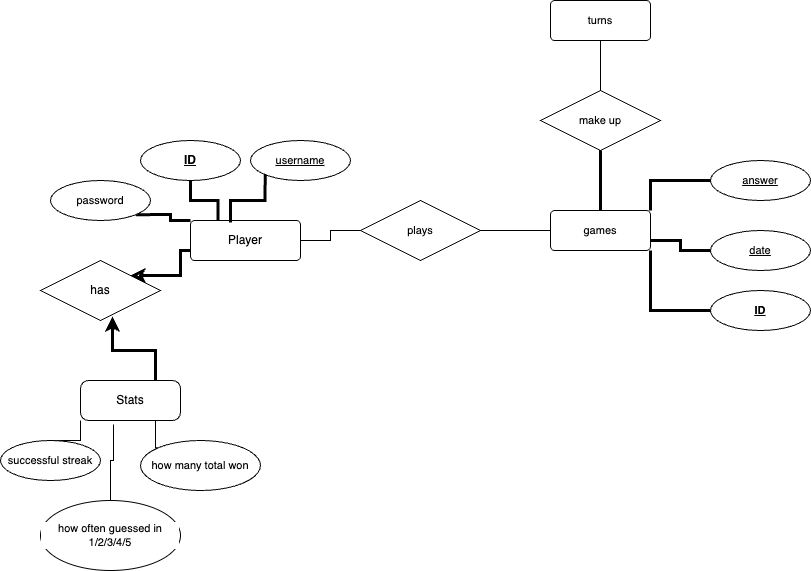 turns
make up
ID
username
answer
password
Player
plays
games
date
has
ID
Stats
successful streak
how many total won
how often guessed in
1/2/3/4/5